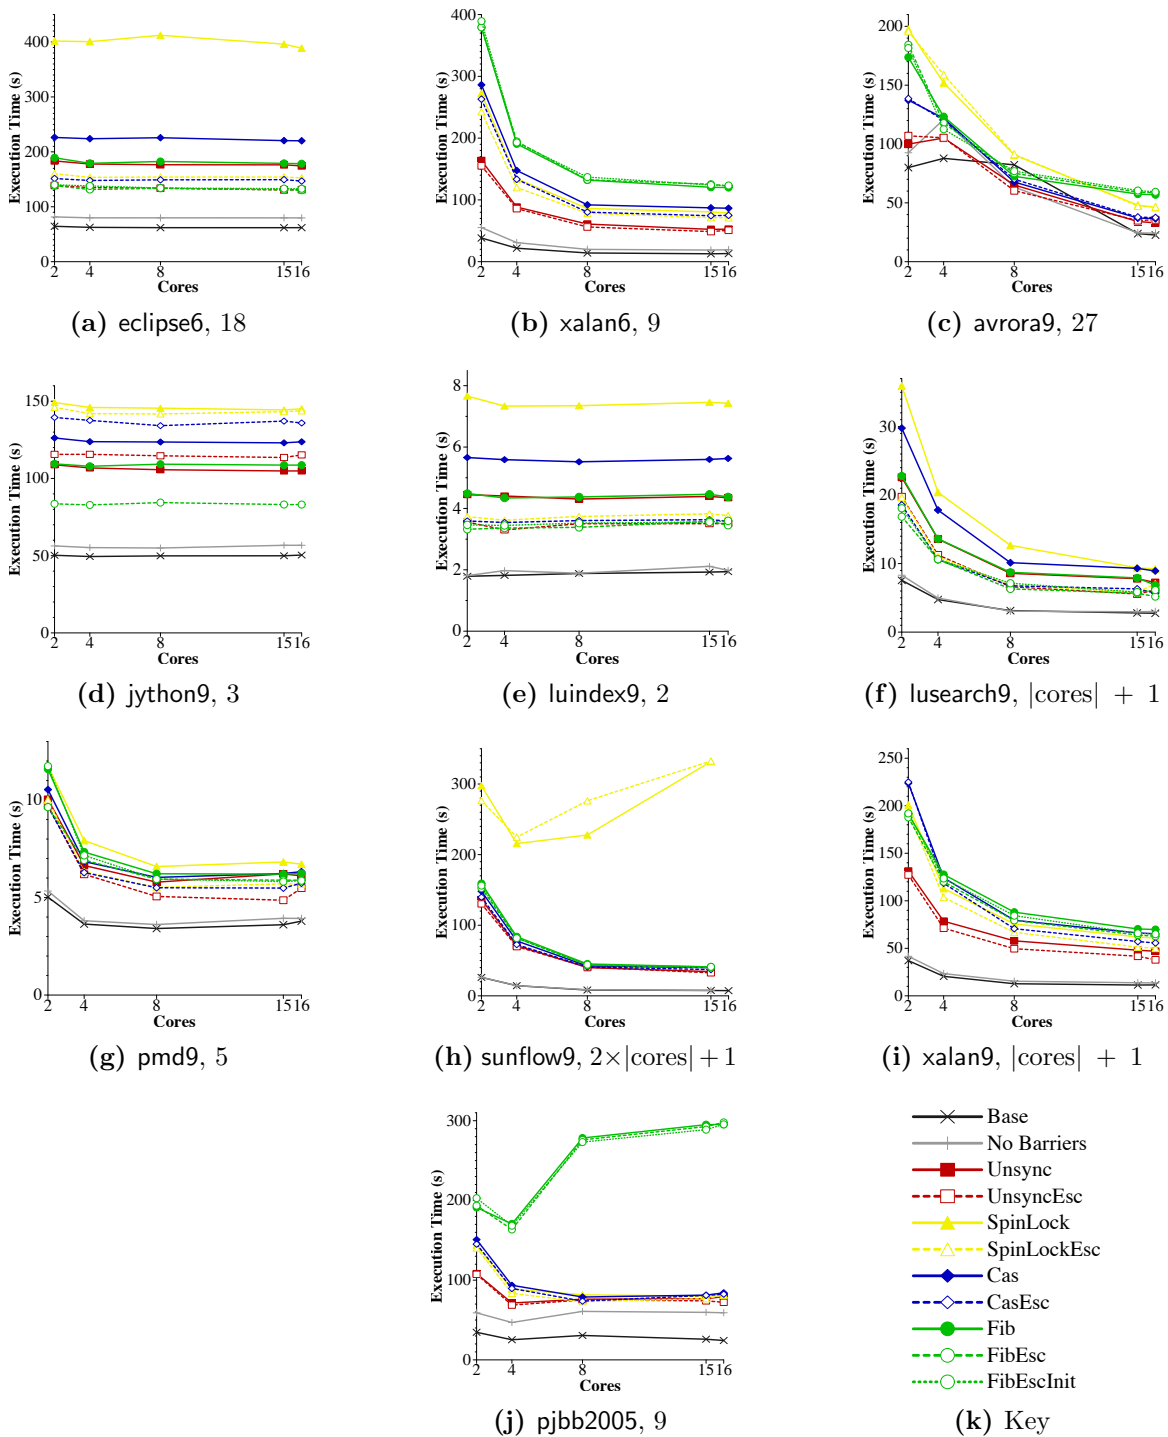 400
300
200
100
0
Execution Time (s)
2 4 8 15 16
Cores
(a) eclipse6, 18
400
300
200
100
0
Execution Time (s)
2 4 8 15 16
Cores
(b) xalan6, 9
200
150
100
50
0
Execution Time (s)
2 4 8 15 16
Cores
(c) avrora9, 27
150
100
50
0
Execution Time (s)
2 4 8 15 16
Cores
(d) jython9, 3
8
6
4
2
0
Execution Time (s)
2 4 8 15 16
Cores
(e) luindex9, 2
30
20
10
0
Execution Time (s)
2 4 8 15 16
Cores
(f) lusearch9, |cores| + 1
10
5
0
Execution Time (s)
2 4 8 15 16
Cores
(g) pmd9, 5
300
200
100
0
Execution Time (s)
2 4 8 15 16
Cores
(h) sunflow9, 2×|cores|+1
250
200
150
100
50
0
Execution Time (s)
2 4 8 15 16
Cores
(i) xalan9, |cores| + 1
300
200
100
0
Execution Time (s)
2 4 8 15 16
Cores
(j) pjbb2005, 9
Base
No Barriers
Unsync
UnsyncEsc
SpinLock
SpinLockEsc
Cas
CasEsc
Fib
FibEsc
FibEscInit
(k) Key